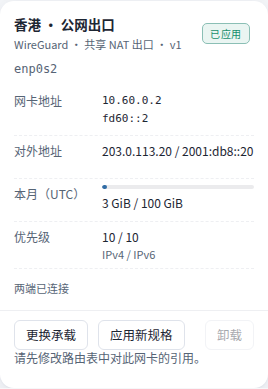 香港 · 公网出口
已应用
WireGuard · 共享 NAT 出口 · v1
enp0s2
网卡地址
10.60.0.2
fd60::2
对外地址
203.0.113.20 / 2001:db8::20
本月（UTC）
3 GiB / 100 GiB
优先级
10 / 10
IPv4 / IPv6
两端已连接
更换承载
应用新规格
卸载
请先修改路由表中对此网卡的引用。